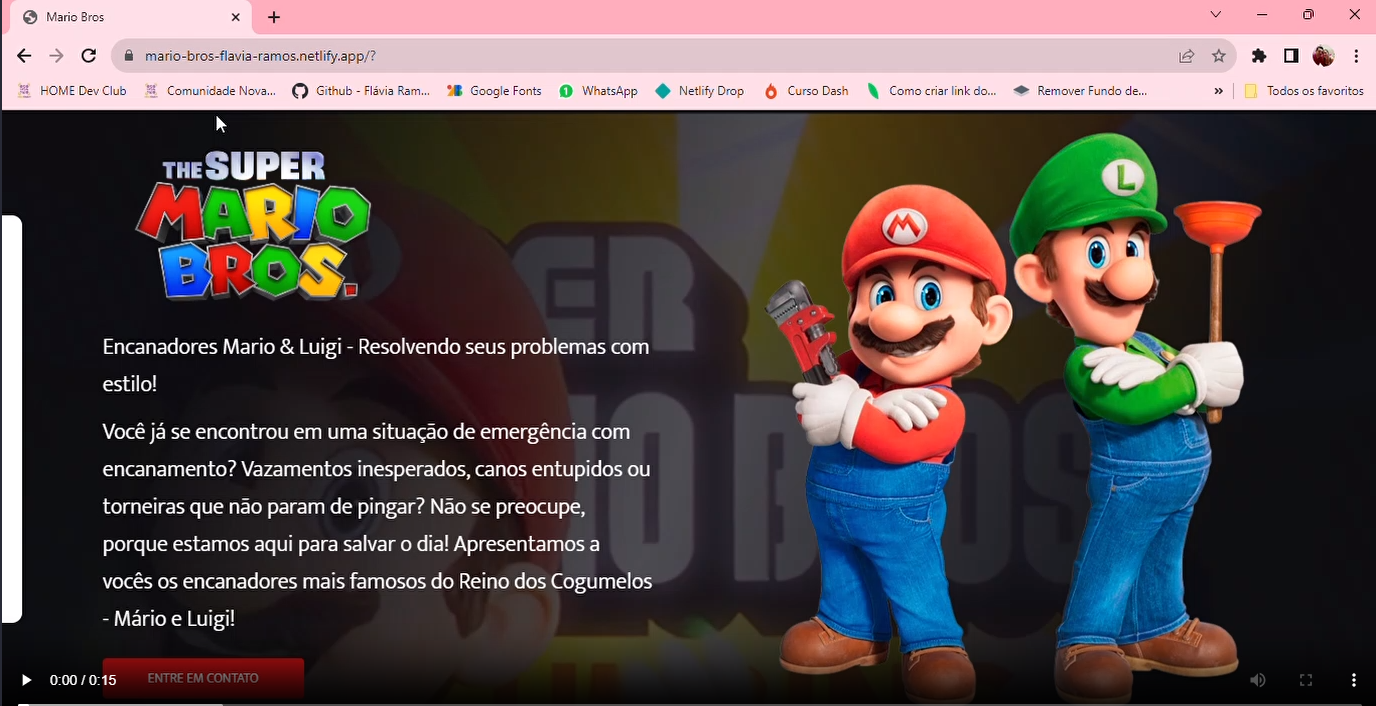 Mario Bros
mario-bros-flavia-ramos.netlify.app/?
HOME Dev Club
Comunidade Nova...
Github - Flávia Ram...
Google Fonts
1
WhatsApp
Netlify Drop
Curso Dash
Como criar link do...
Remover Fundo de...
»
Todos os favoritos
THE SUPER
MARIO
BROS.
M
L
ER
IO BROS
Encanadores Mario & Luigi - Resolvendo seus problemas com
estilo!
Você já se encontrou em uma situação de emergência com
encanamento? Vazamentos inesperados, canos entupidos ou
torneiras que não param de pingar? Não se preocupe,
porque estamos aqui para salvar o dia! Apresentamos a
vocês os encanadores mais famosos do Reino dos Cogumelos
- Mário e Luigi!
ENTRE EM CONTATO
0:00 / 0:15